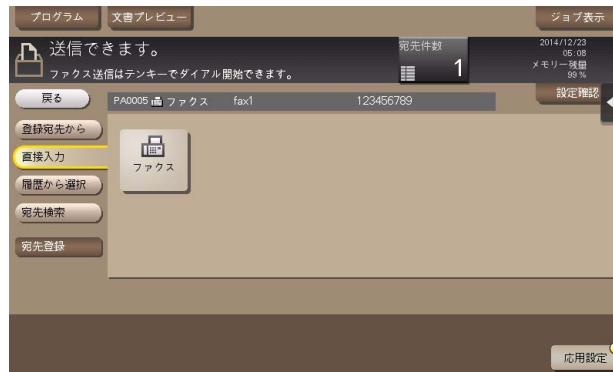 プログラム
文書プレビュー
ジョブ表示
送信できます。
ファクス送信はテンキーでダイアル開始できます。
宛先件数
1
2014/12/23
05:08
メモリー残量
99 %
戻る
PA0005 ファクス fax1 123456789
設定確認
登録宛先から
直接入力
ファクス
履歴から選択
宛先検索
宛先登録
応用設定